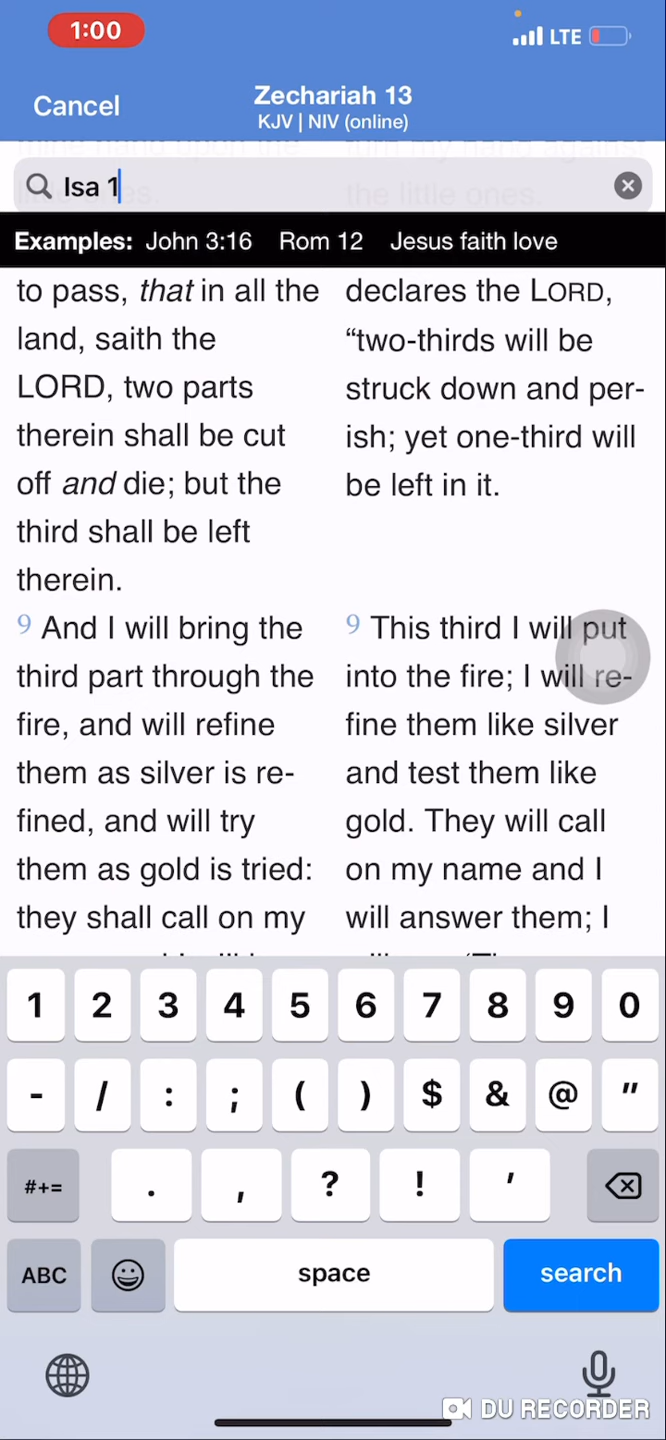 1:00
LTE
Cancel
Zechariah 13
KJV | NIV (online)
Isa 1
Examples: John 3:16 Rom 12 Jesus faith love
to pass, that in all the
land, saith the
LORD, two parts
therein shall be cut
off and die; but the
third shall be left
therein.
9 And I will bring the
third part through the
fire, and will refine
them as silver is re-
fined, and will try
them as gold is tried:
they shall call on my
declares the LORD,
“two-thirds will be
struck down and per-
ish; yet one-third will
be left in it.
9 This third I will put
into the fire; I will re-
fine them like silver
and test them like
gold. They will call
on my name and I
will answer them; I
1 2 3 4 5 6 7 8 9 0
- / : ; ( ) $ & @ "
#+= . , ? ! '
ABC space search
DU RECORDER